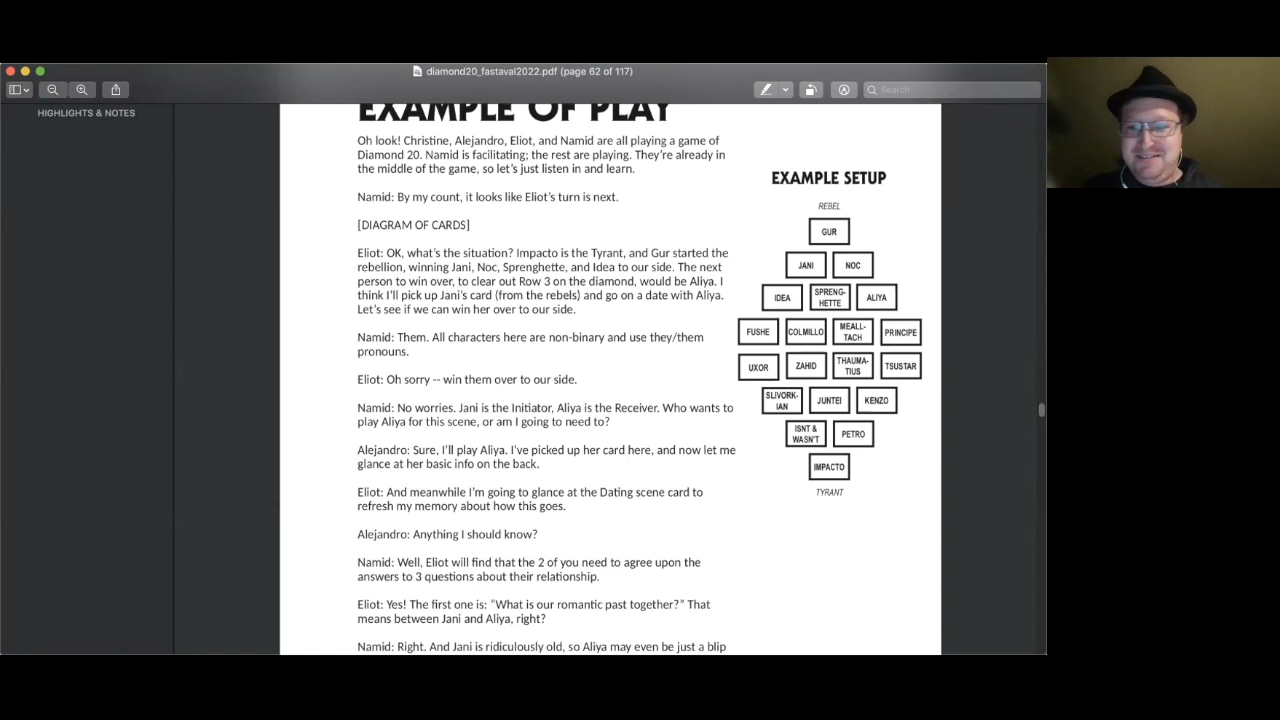 diamond20_fastaval2022.pdf (page 62 of 117)
Search
HIGHLIGHTS & NOTES
EXAMPLE OF PLAY
Oh look! Christine, Alejandro, Eliot, and Namid are all playing a game of
Diamond 20. Namid is facilitating; the rest are playing. They're already in
the middle of the game, so let's just listen in and learn.
Namid: By my count, it looks like Eliot's turn is next.
[DIAGRAM OF CARDS]
Eliot: OK, what's the situation? Impacto is the Tyrant, and Gur started the
rebellion, winning Jani, Noc, Sprenghette, and Idea to our side. The next
person to win over, to clear out Row 3 on the diamond, would be Aliya. I
think I'll pick up Jani's card (from the rebels) and go on a date with Aliya.
Let's see if we can win her over to our side.
Namid: Them. All characters here are non-binary and use they/them
pronouns.
Eliot: Oh sorry -- win them over to our side.
Namid: No worries. Jani is the Initiator, Aliya is the Receiver. Who wants to
play Aliya for this scene, or am I going to need to?
Alejandro: Sure, I'll play Aliya. I've picked up her card here, and now let me
glance at her basic info on the back.
Eliot: And meanwhile I'm going to glance at the Dating scene card to
refresh my memory about how this goes.
Alejandro: Anything I should know?
Namid: Well, Eliot will find that the 2 of you need to agree upon the
answers to 3 questions about their relationship.
Eliot: Yes! The first one is: “What is our romantic past together?” That
means between Jani and Aliya, right?
Namid: Right. And Jani is ridiculously old, so Aliya may even be just a blip
EXAMPLE SETUP
REBEL
GUR
JANI NOC
IDEA SPRENG-
HETTE ALIYA
FUSHE COLMILLO MEALL-
TACH PRINCIPE
UXOR ZAHID THAUMA-
TIUS TSUSTAR
SLIVORK-
IAN JUNTEI KENZO
ISNT &
WASN'T PETRO
IMPACTO
TYRANT